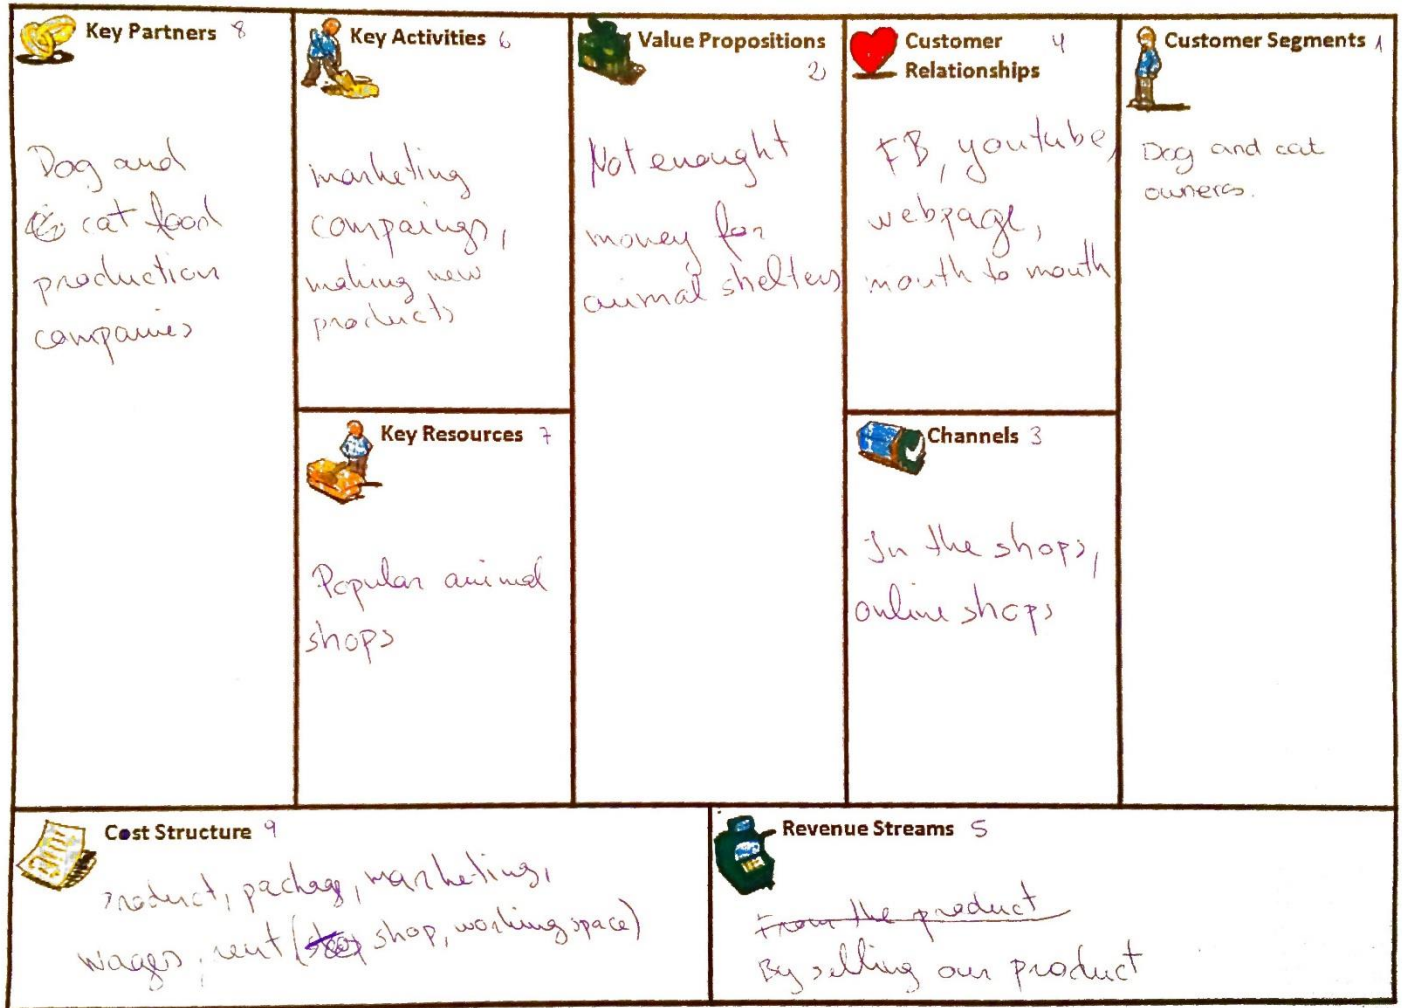 Key Partners 8
Dog and
cat food
production
companies
Key Activities 6
marketing
compaings,
making new
products
Key Resources 7
Popular animal
shops
Value Propositions
2
Not enought
money for
animal shelters
Customer 4
Relationships
FB, youtube,
webpage,
mouth to mouth
Channels 3
In the shops,
online shops
Customer Segments 1
Dog and cat
owners.
Cost Structure 9
Product, package, marketing,
wages, rent (shop, working space)
Revenue Streams 5
From the product
By selling our product